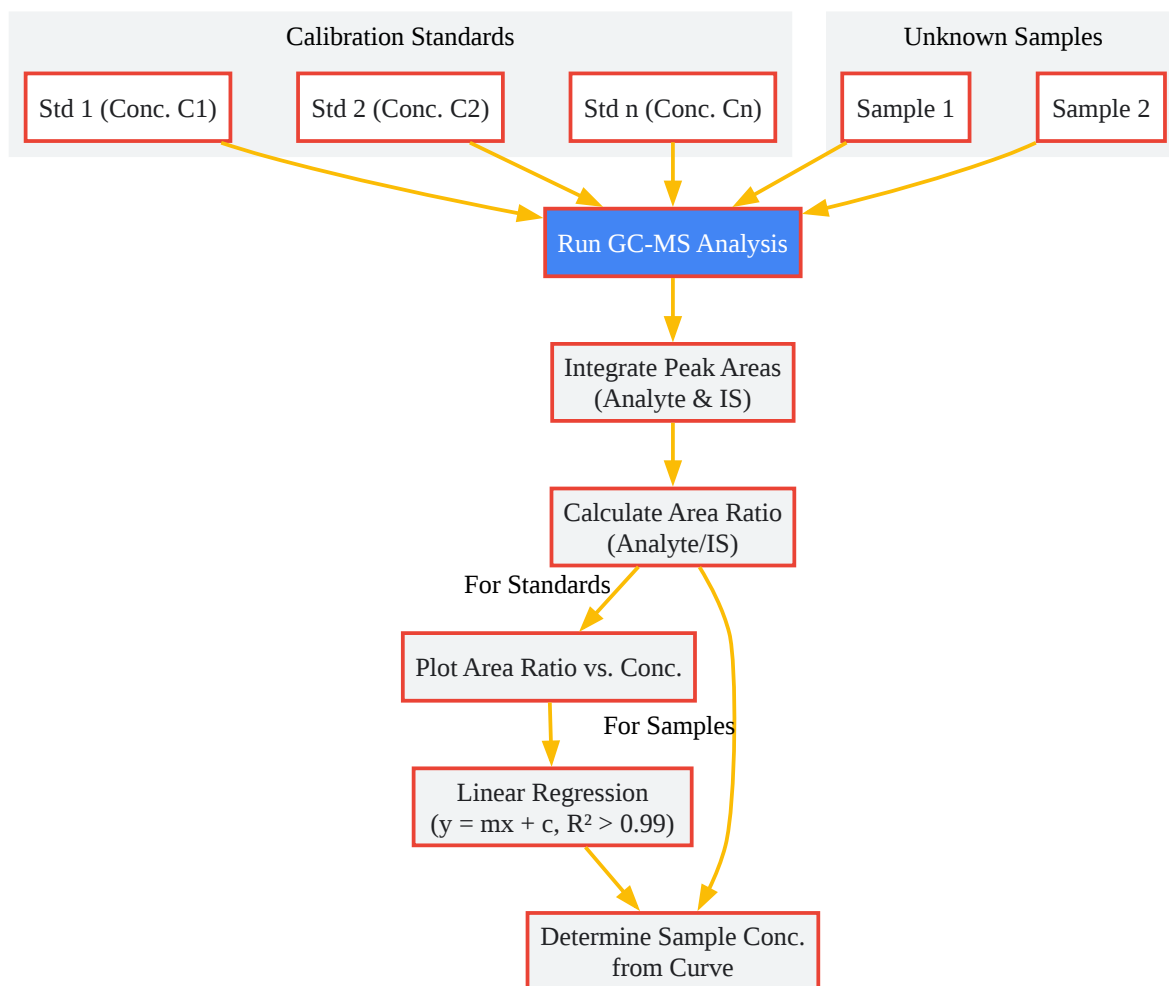 Calibration Standards
Unknown Samples
Std 1 (Conc. C1)
Std 2 (Conc. C2)
Std n (Conc. Cn)
Sample 1
Sample 2
Run GC-MS Analysis
Integrate Peak Areas
(Analyte & IS)
Calculate Area Ratio
(Analyte/IS)
For Standards
Plot Area Ratio vs. Conc.
For Samples
Linear Regression
(y = mx + c, R² > 0.99)
Determine Sample Conc.
from Curve